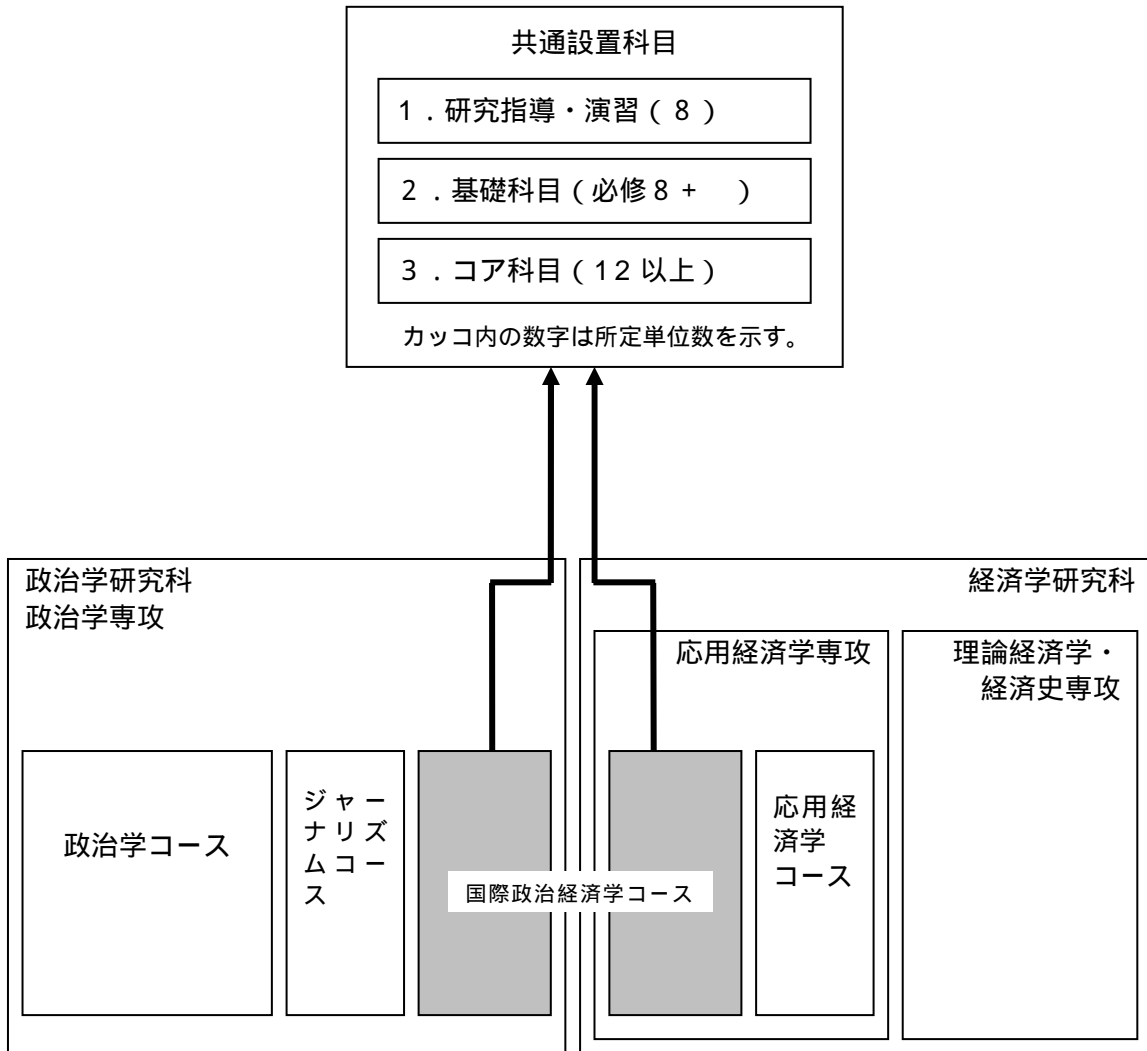 共通設置科目
1．研究指導・演習（8）
2．基礎科目（必修8＋　）
3．コア科目（12以上）
カッコ内の数字は所定単位数を示す。
政治学研究科
政治学専攻
経済学研究科
応用経済学専攻
理論経済学・
経済史専攻
政治学コース
ジャー
ナリズ
ムコー
ス
国際政治経済学コース
応用経
済学
コース